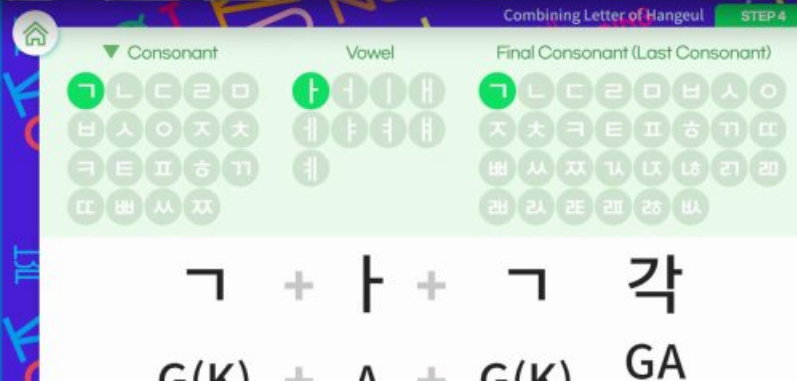 Combining Letter of Hangeul STEP 4
▼ Consonant Vowel Final Consonant (Last Consonant)
ㄱ ㄴ ㄷ ㄹ ㅁ ㅏ ㅓ ㅣ ㅐ ㄱ ㄴ ㄷ ㄹ ㅁ ㅂ ㅅ ㅇ
ㅂ ㅅ ㅇ ㅈ ㅊ ㅔ ㅑ ㅕ ㅒ ㅈ ㅊ ㅋ ㅌ ㅍ ㅎ ㄲ ㄸ
ㅋ ㅌ ㅍ ㅎ ㄲ ㅖ ㅃ ㅆ ㅉ ㄳ ㄵ ㄶ ㄺ ㄻ
ㄸ ㅃ ㅆ ㅉ ㄼ ㄽ ㄾ ㄿ ㅀ ㅄ
ㄱ + ㅏ + ㄱ 각
G(K) + A + G(K) GA